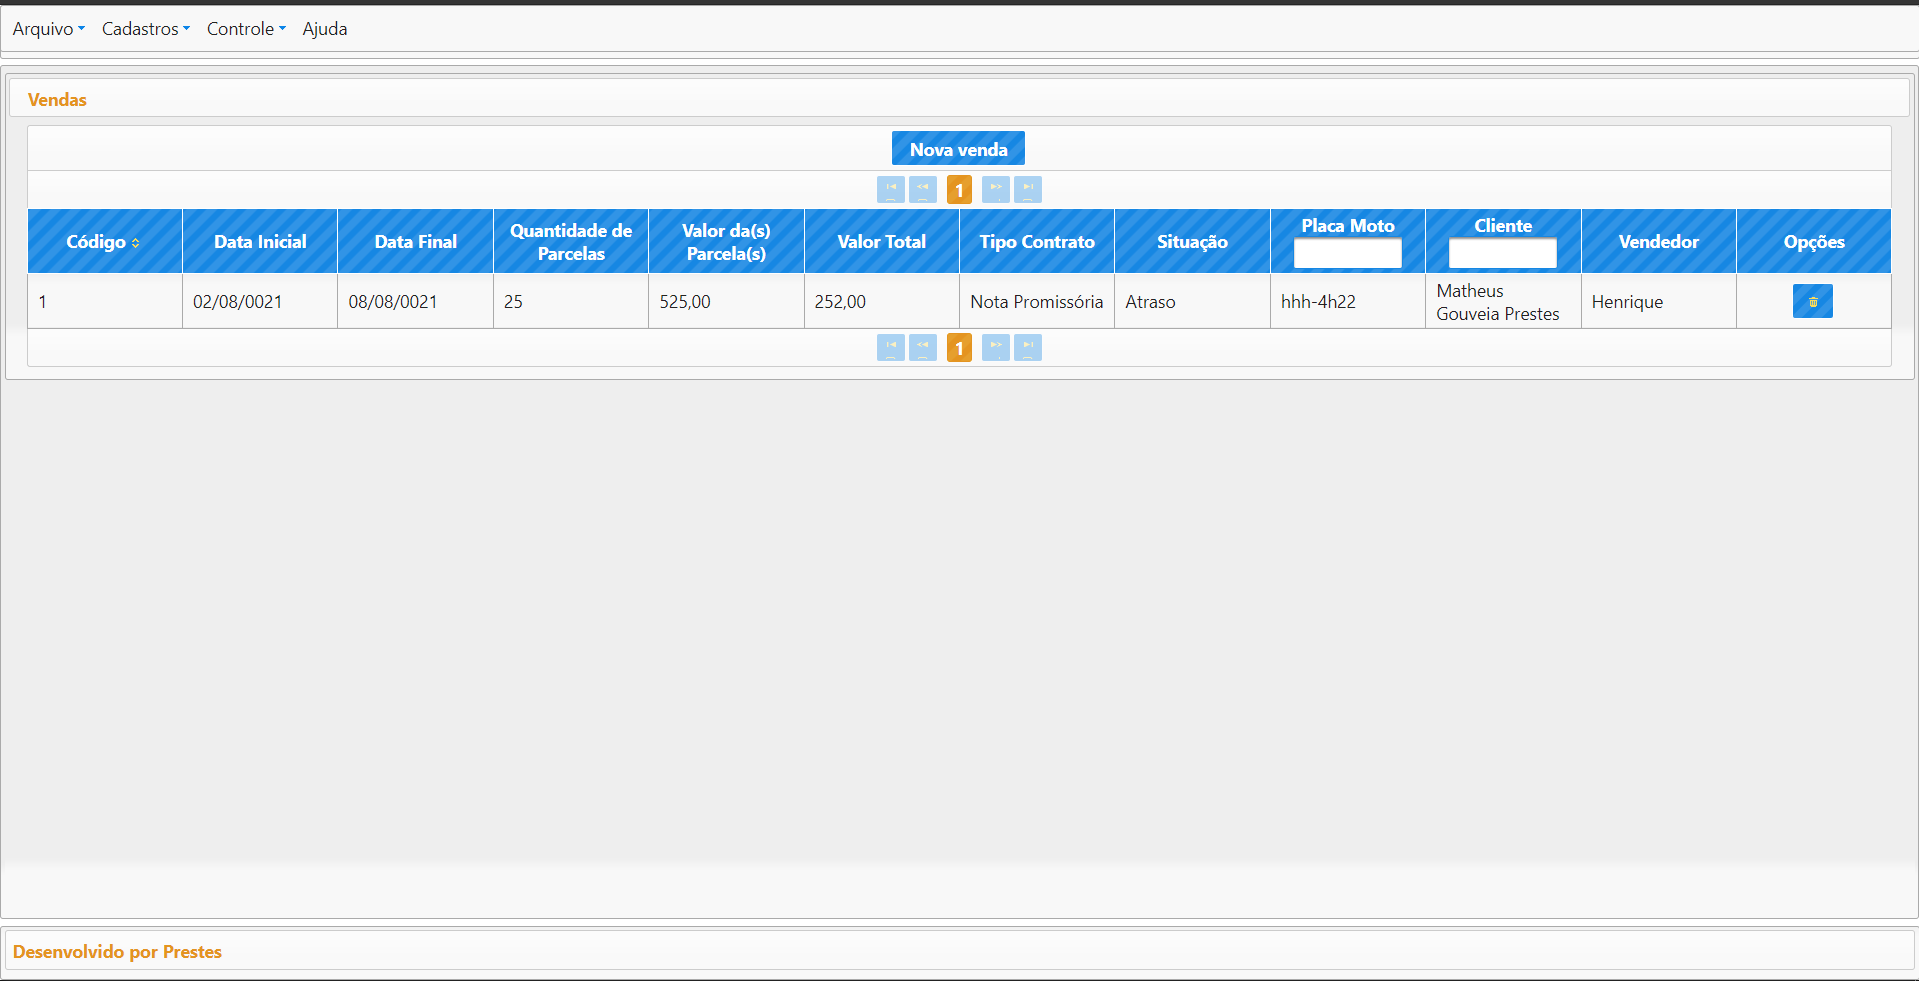 Arquivo Cadastros Controle Ajuda
Vendas
Nova venda
1
Código Data Inicial Data Final Quantidade de Parcelas Valor da(s) Parcela(s) Valor Total Tipo Contrato Situação Placa Moto Cliente Vendedor Opções
1 02/08/0021 08/08/0021 25 525,00 252,00 Nota Promissória Atraso hhh-4h22 Matheus Gouveia Prestes Henrique
1
Desenvolvido por Prestes